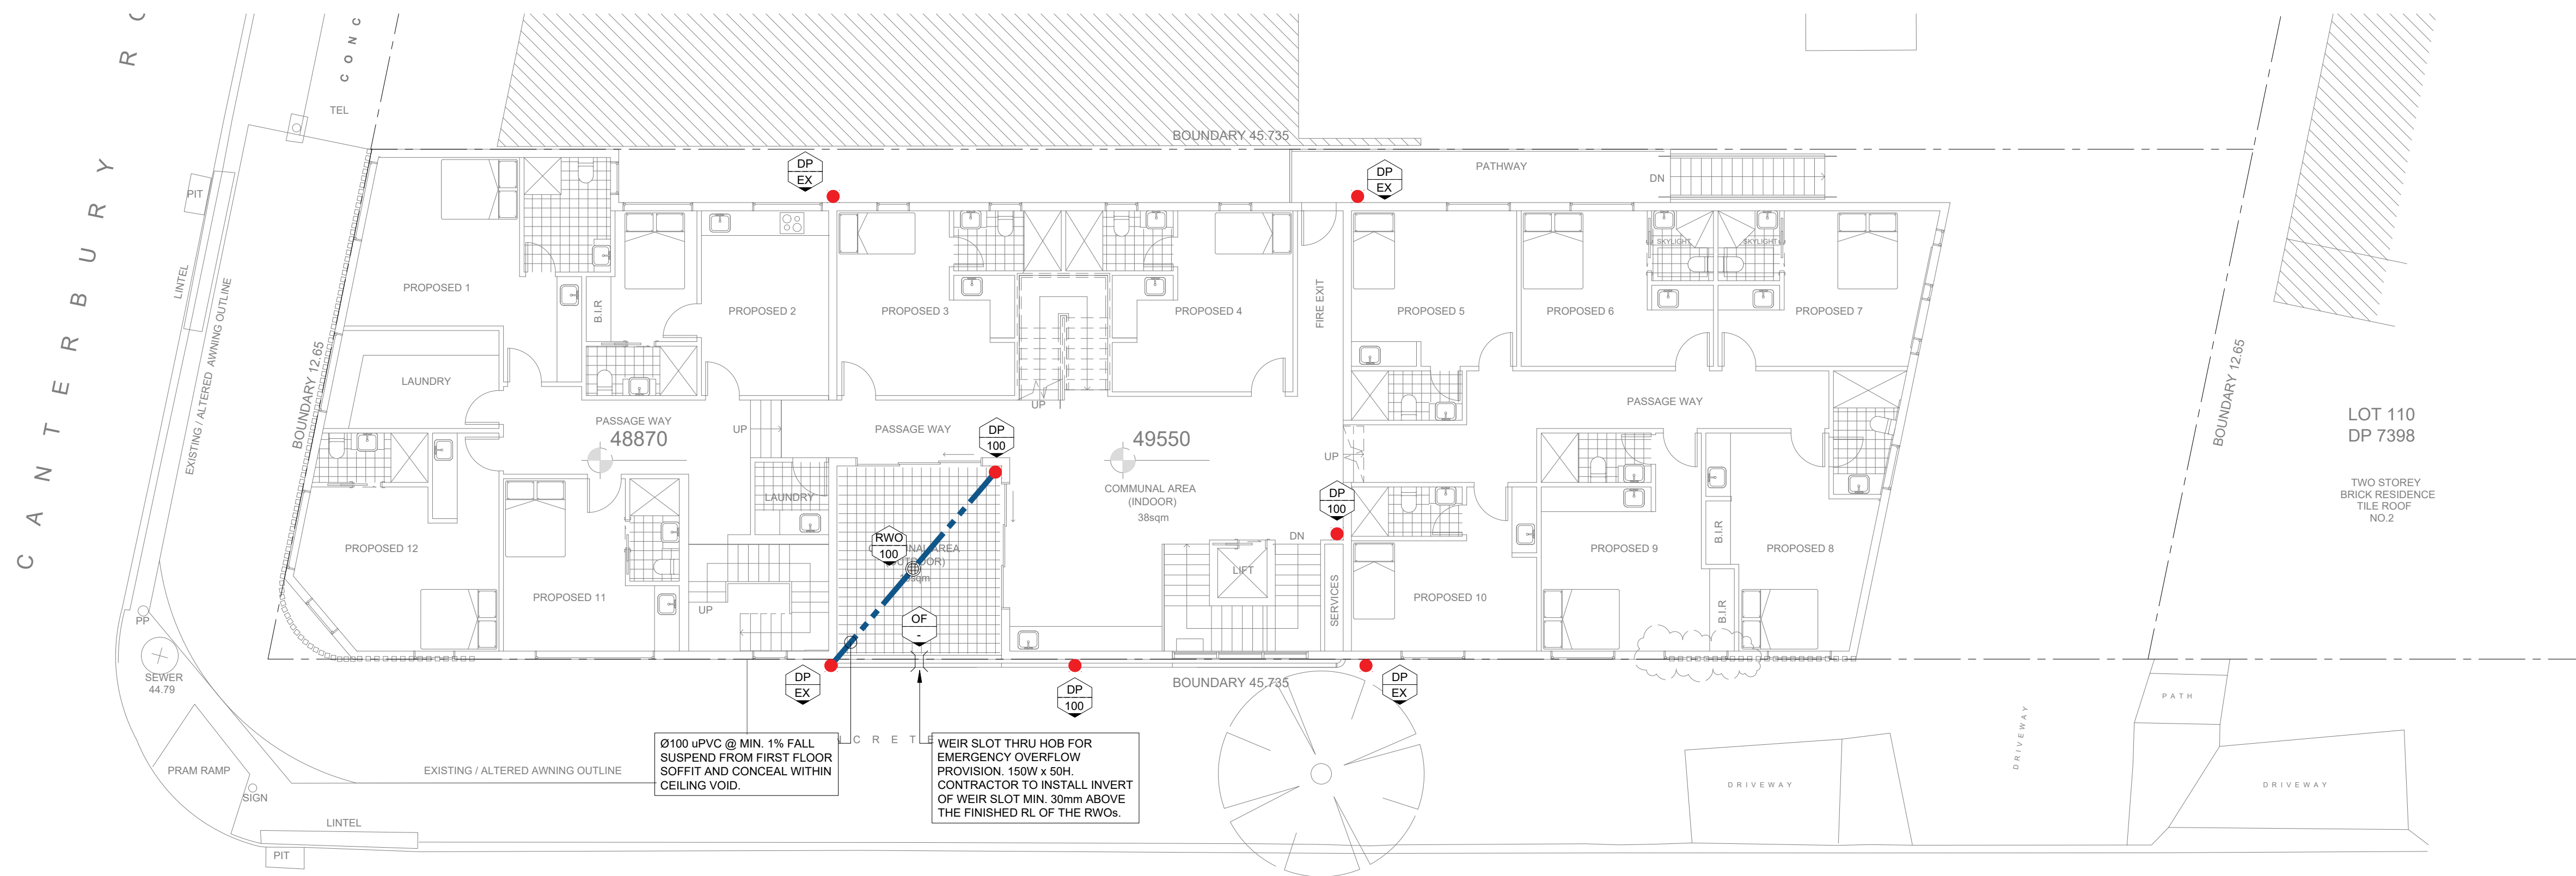 CANTERBURY R
CONC
TEL
PIT
LINTEL
EXISTING / ALTERED AWNING OUTLINE
BOUNDARY 12.65
BOUNDARY 45.735
DP
EX
DP
EX
PATHWAY
DN
PROPOSED 1
B.I.R
PROPOSED 2
PROPOSED 3
PROPOSED 4
FIRE EXIT
PROPOSED 5
PROPOSED 6
SKYLIGHT
SKYLIGHT
PROPOSED 7
LAUNDRY
UP
PASSAGE WAY
48870
UP
PASSAGE WAY
DP
100
49550
COMMUNAL AREA
(INDOOR)
38sqm
PASSAGE WAY
UP
DP
100
BOUNDARY 12.65
LOT 110
DP 7398
TWO STOREY
BRICK RESIDENCE
TILE ROOF
NO.2
LAUNDRY
PROPOSED 12
PROPOSED 11
UP
RWO
100
OF
-
DN
LIFT
SERVICES
PROPOSED 10
PROPOSED 9
B.I.R
B.I.R
PROPOSED 8
PP
SEWER
44.79
DP
EX
DP
100
BOUNDARY 45.735
DP
EX
PATH
DRIVEWAY
CRETE
Ø100 uPVC @ MIN. 1% FALL
SUSPEND FROM FIRST FLOOR
SOFFIT AND CONCEAL WITHIN
CEILING VOID.
WEIR SLOT THRU HOB FOR
EMERGENCY OVERFLOW
PROVISION. 150W x 50H.
CONTRACTOR TO INSTALL INVERT
OF WEIR SLOT MIN. 30mm ABOVE
THE FINISHED RL OF THE RWOs.
PRAM RAMP
EXISTING / ALTERED AWNING OUTLINE
SIGN
DRIVEWAY
DRIVEWAY
LINTEL
PIT